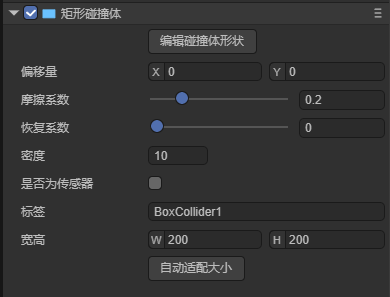 矩形碰撞体
编辑碰撞体形状
偏移量 X 0 Y 0
摩擦系数 0.2
恢复系数 0
密度 10
是否为传感器
标签 BoxCollider1
宽高 W 200 H 200
自动适配大小